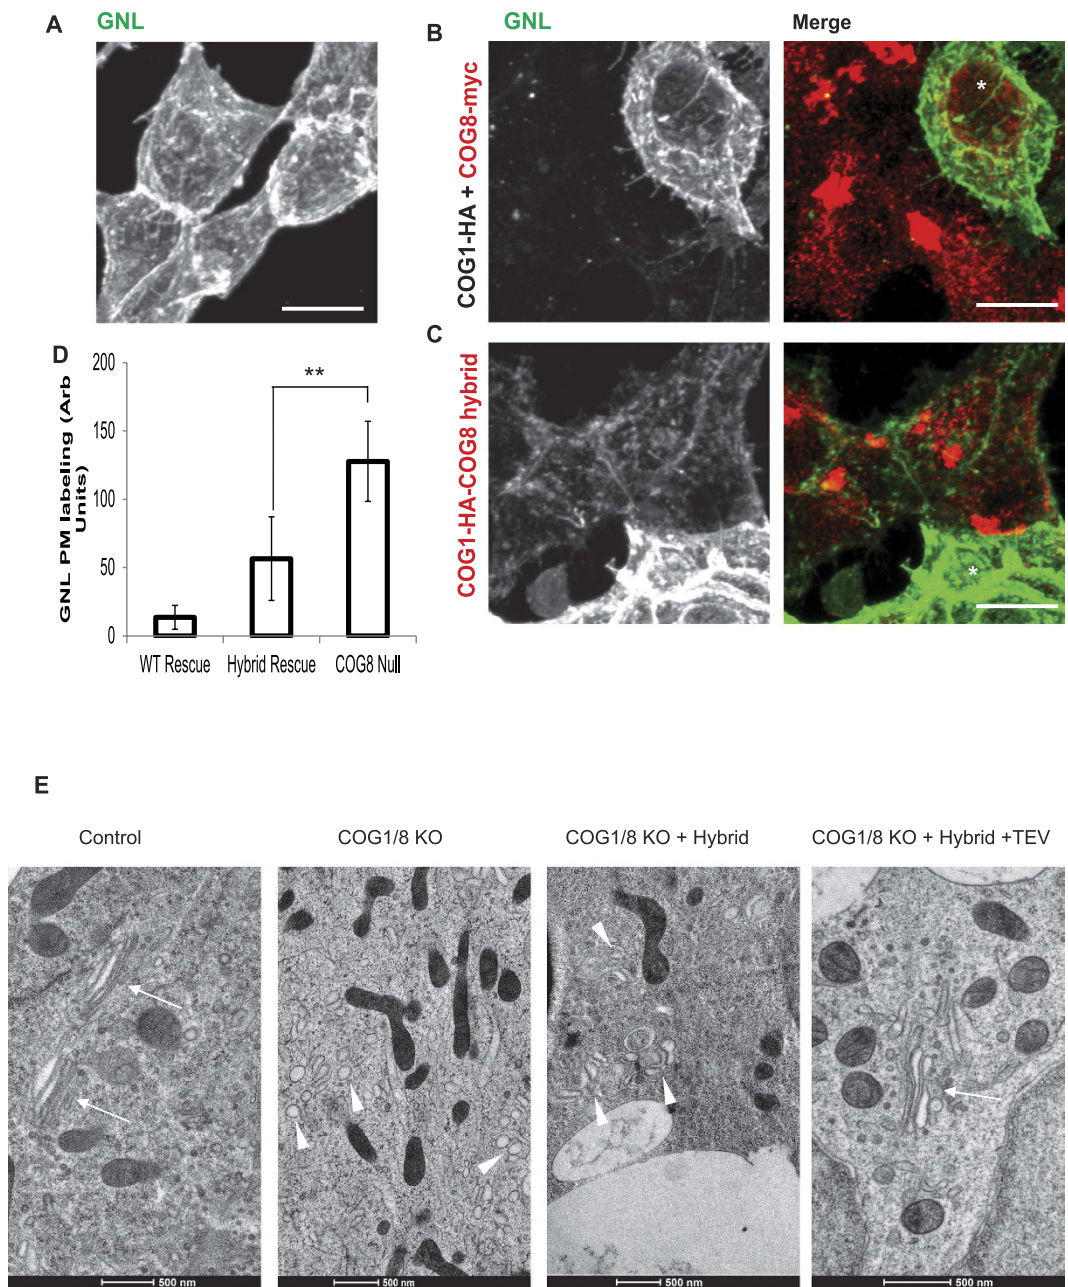 A
GNL
B
GNL
Merge
COG1-HA + COG8-myc
*
C
COG1-HA-COG8 hybrid
*
D
GNL PM labeling (Arb
Units)
200
150
100
50
0
**
WT Rescue
Hybrid Rescue
COG8 Null
E
Control
COG1/8 KO
COG1/8 KO + Hybrid
COG1/8 KO + Hybrid +TEV
500 nm
500 nm
500 nm
500 nm